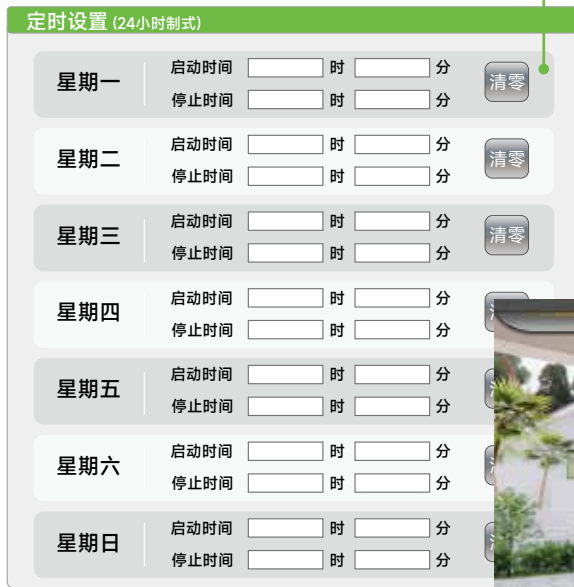 定时设置 (24小时制式)
星期一
启动时间 时 分
停止时间 时 分
清零
星期二
启动时间 时 分
停止时间 时 分
清零
星期三
启动时间 时 分
停止时间 时 分
清零
星期四
启动时间 时 分
停止时间 时 分
星期五
启动时间 时 分
停止时间 时 分
星期六
启动时间 时 分
停止时间 时 分
星期日
启动时间 时 分
停止时间 时 分